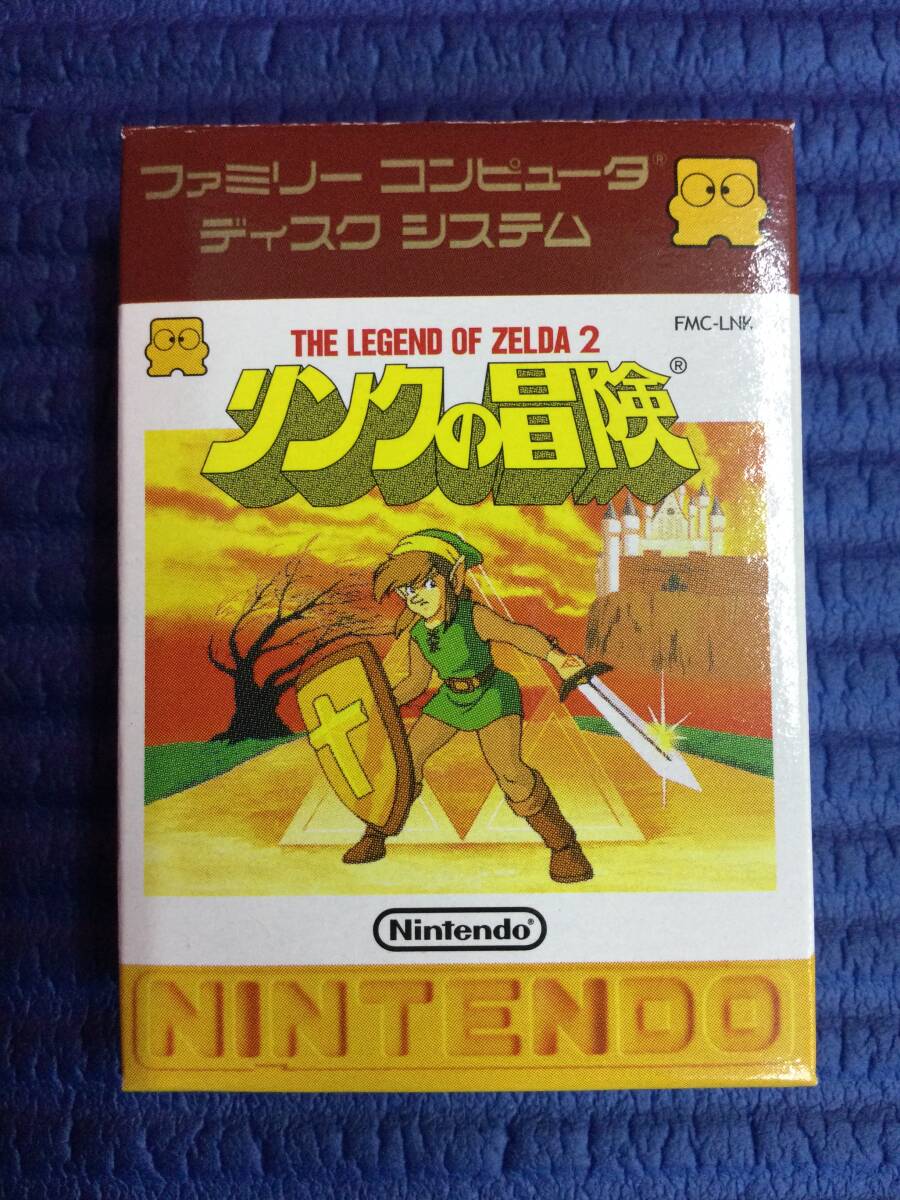 ファミリー コンピュータ®
ディスク システム
FMC-LNK
THE LEGEND OF ZELDA 2
リンクの冒険®
Nintendo®
NINTENDO